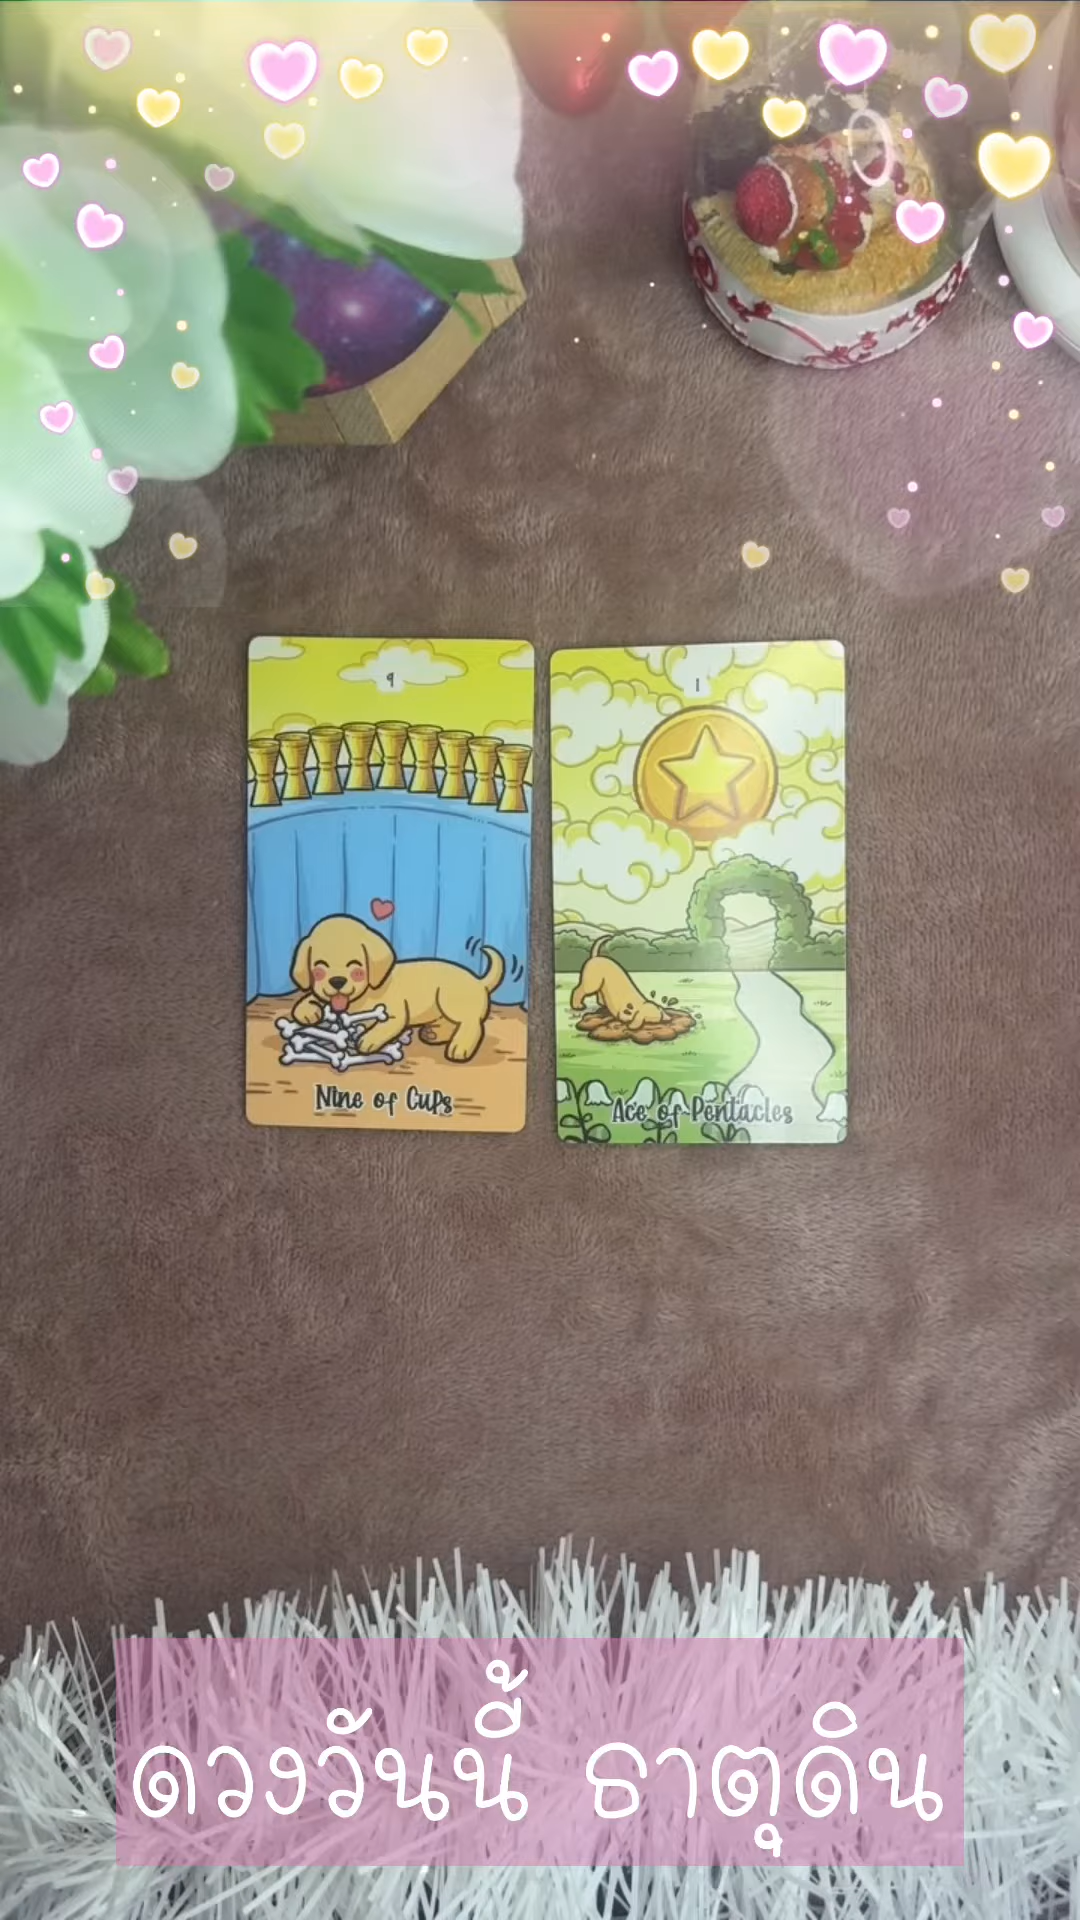 9
1
Nine of Cups
Ace of Pentacles
ดวงวันนี้ ธาตุดิน